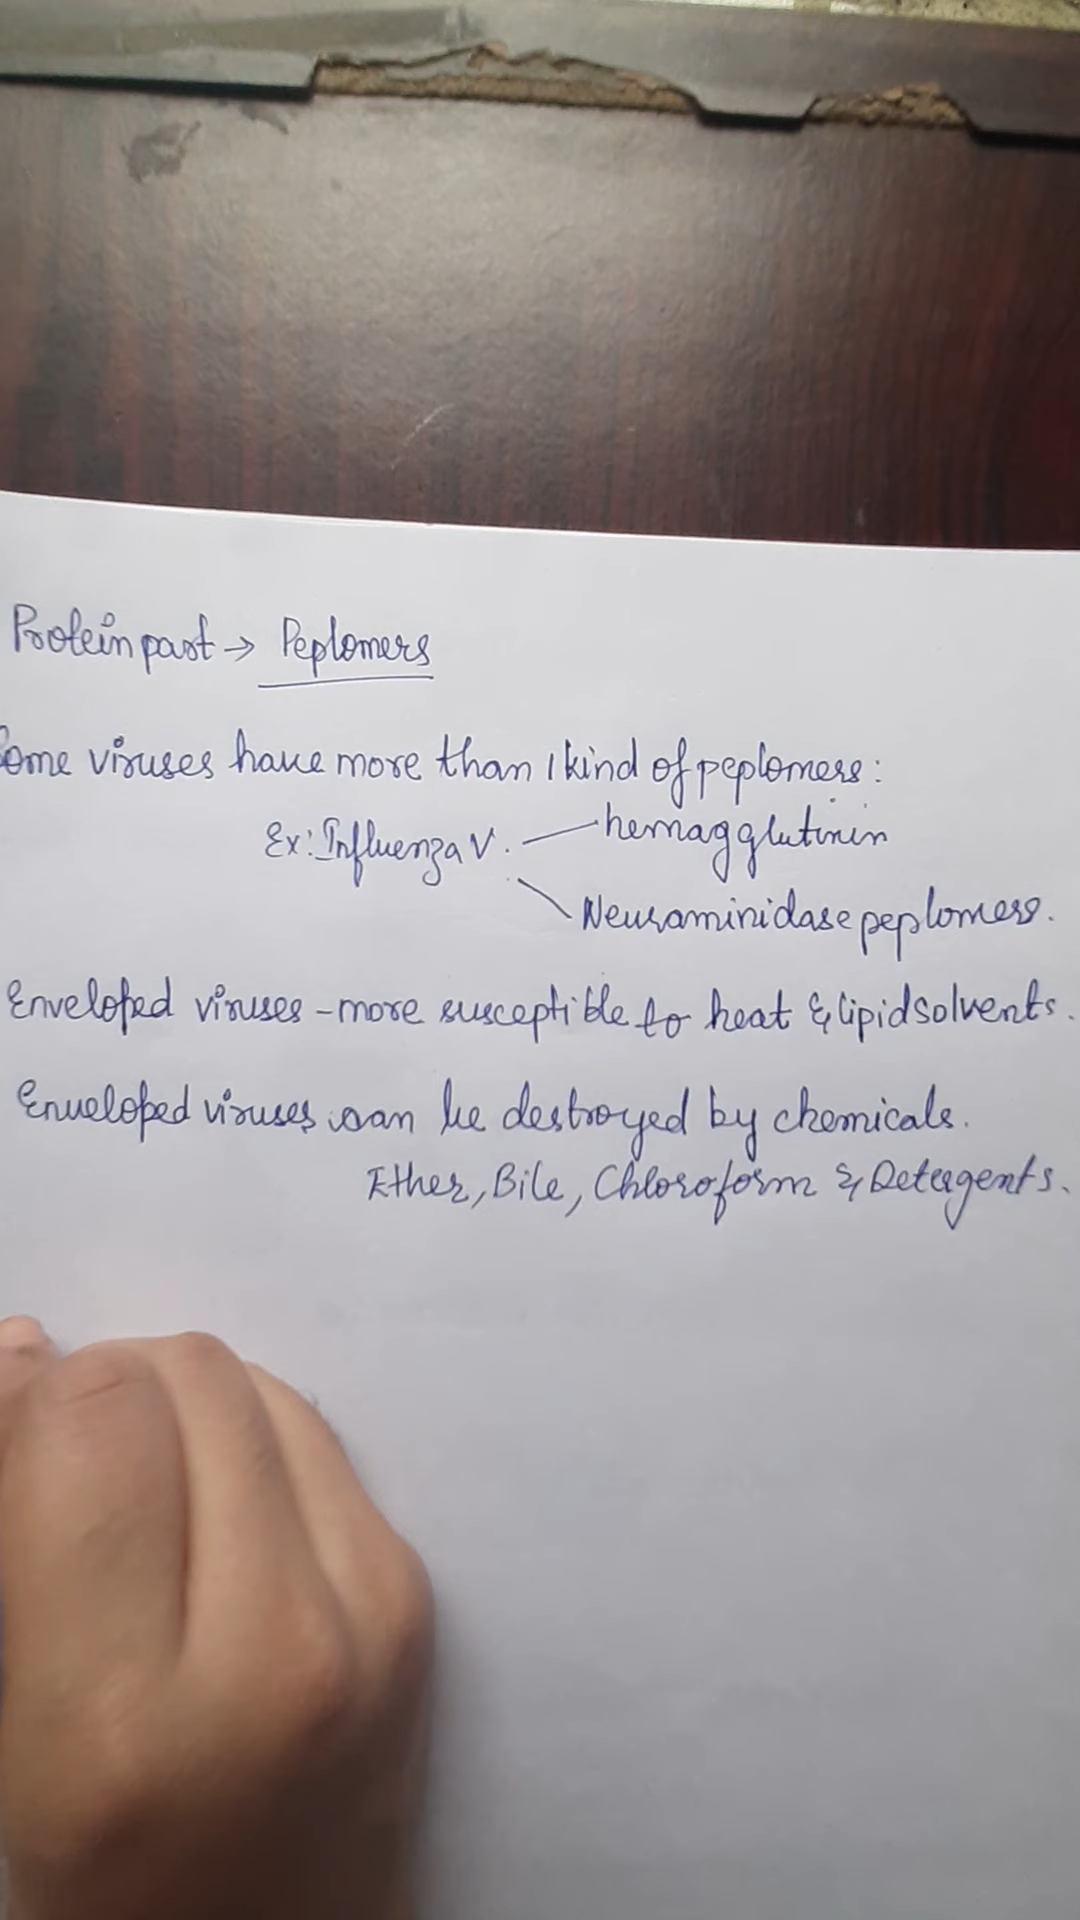 Protein part → Peplomers
Some viruses have more than 1 kind of peplomers:
Ex: Influenza V. — hemagglutinin
Neuraminidase peplomers.
Enveloped viruses - more susceptible to heat & lipid solvents.
Enveloped viruses can be destroyed by chemicals.
Ether, Bile, Chloroform & Detergents.